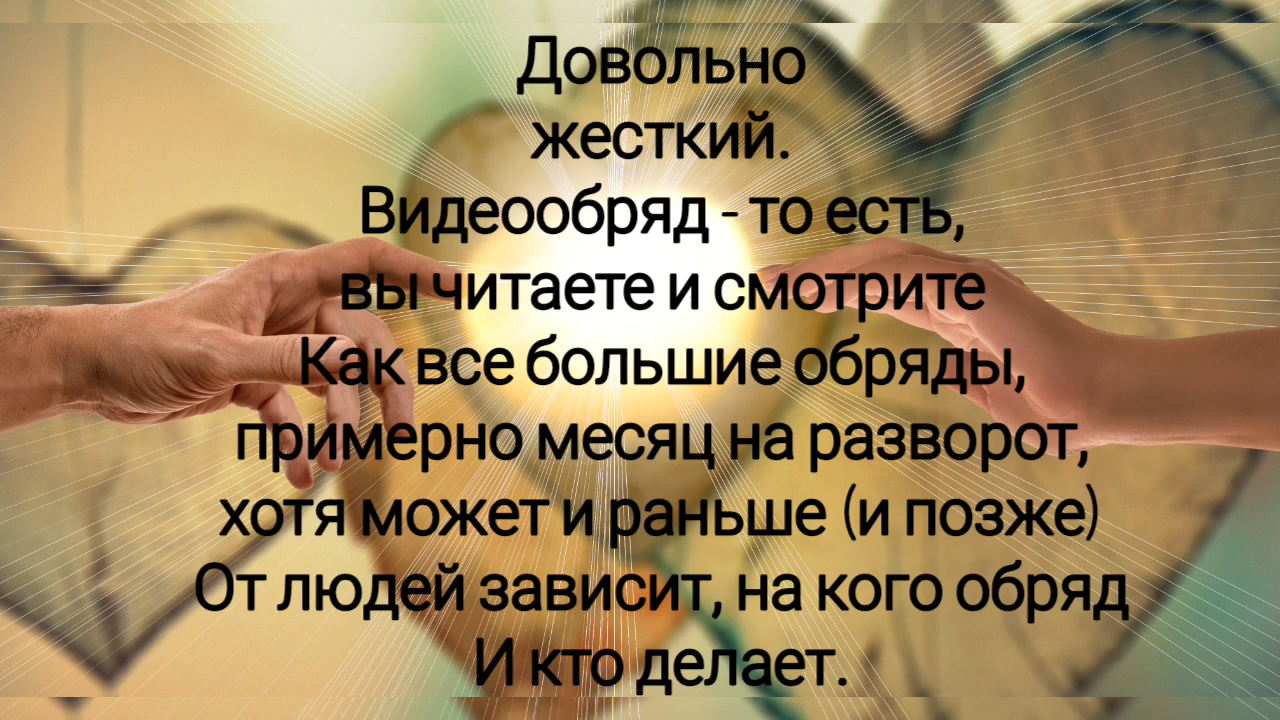 Довольно
жесткий.
Видеообряд - то есть,
вы читаете и смотрите
Как все большие обряды,
примерно месяц на разворот,
хотя может и раньше (и позже)
От людей зависит, на кого обряд
И кто делает.